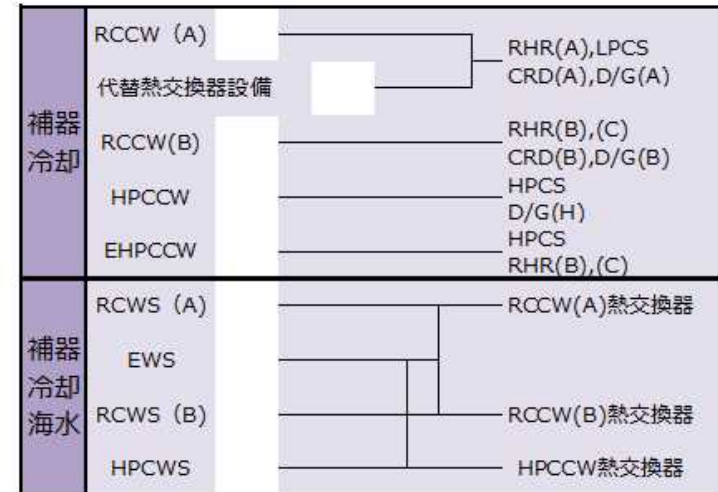 補器
冷却
RCCW（A）
代替熱交換器設備
RCCW(B)
HPCCW
EHPCCW
RHR(A),LPCS
CRD(A),D/G(A)
RHR(B),(C)
CRD(B),D/G(B)
HPCS
D/G(H)
HPCS
RHR(B),(C)
補器
冷却
海水
RCWS（A）
EWS
RCWS（B）
HPCWS
RCCW(A)熱交換器
RCCW(B)熱交換器
HPCCW熱交換器